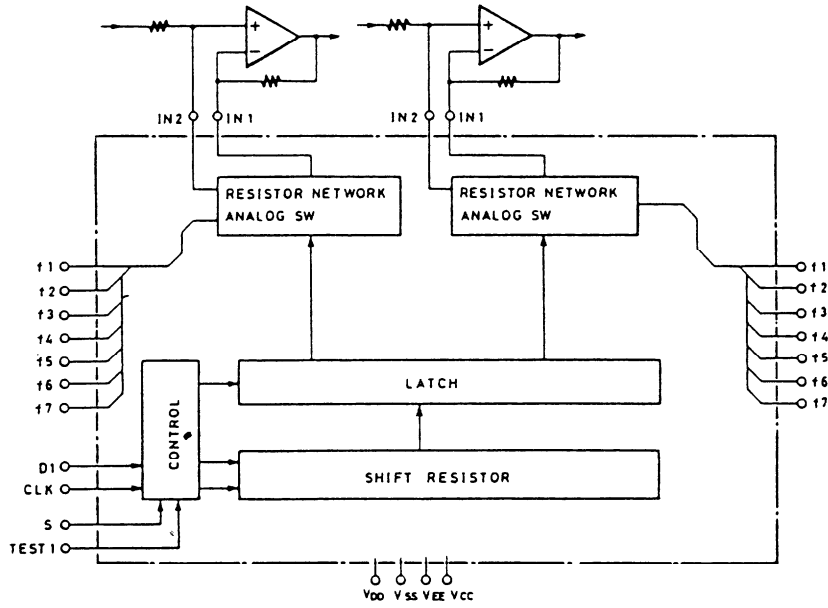 +
−
+
−
IN2
IN1
IN2
IN1
RESISTOR NETWORK
ANALOG SW
RESISTOR NETWORK
ANALOG SW
f1
f2
f3
f4
f5
f6
f7
f1
f2
f3
f4
f5
f6
f7
CONTROL
LATCH
SHIFT RESISTOR
D1
CLK
S
TEST1
VDD
VSS
VEE
VCC